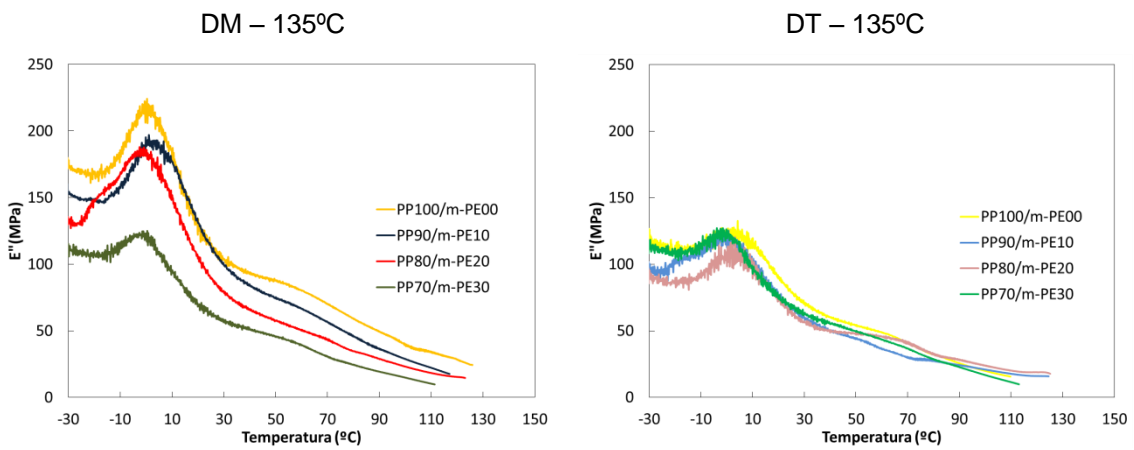 DM – 135ºC
250
200
150
100
50
0
E"(MPa)
-30 -10 10 30 50 70 90 110 130 150
Temperatura (ºC)
PP100/m-PE00
PP90/m-PE10
PP80/m-PE20
PP70/m-PE30
DT – 135ºC
250
200
150
100
50
0
E"(MPa)
-30 -10 10 30 50 70 90 110 130 150
Temperatura (ºC)
PP100/m-PE00
PP90/m-PE10
PP80/m-PE20
PP70/m-PE30